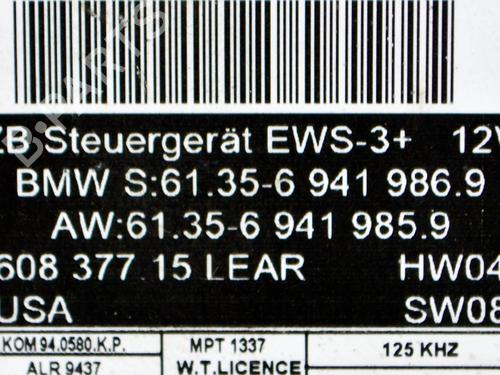 ZB Steuergerät EWS-3+ 12V
BMW S:61.35-6 941 986.9
AW:61.35-6 941 985.9
608 377 15 LEAR HW04
USA SW08
KOM 94.0580.K.P. MPT 1337 125 KHZ
ALR 9437 W.T.LICENCE
B-PARTS